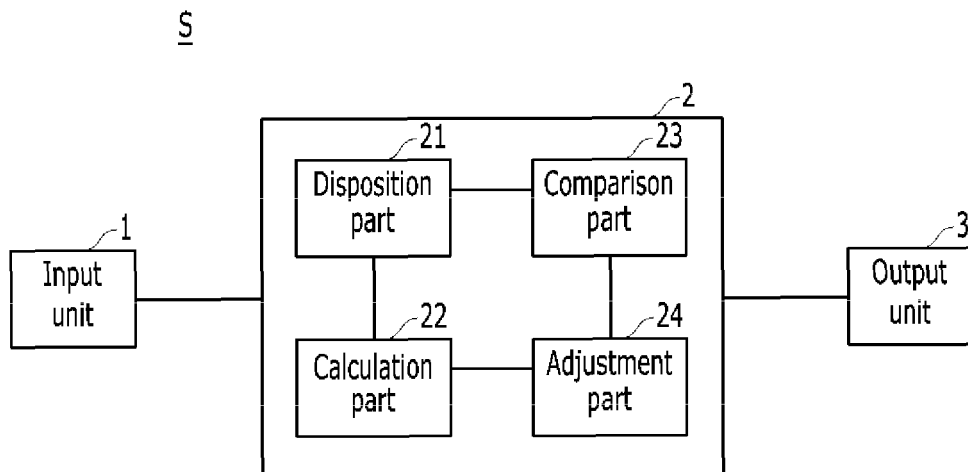 S
2
21
23
Disposition
part
Comparison
part
1
3
Input
unit
Output
unit
22
24
Calculation
part
Adjustment
part